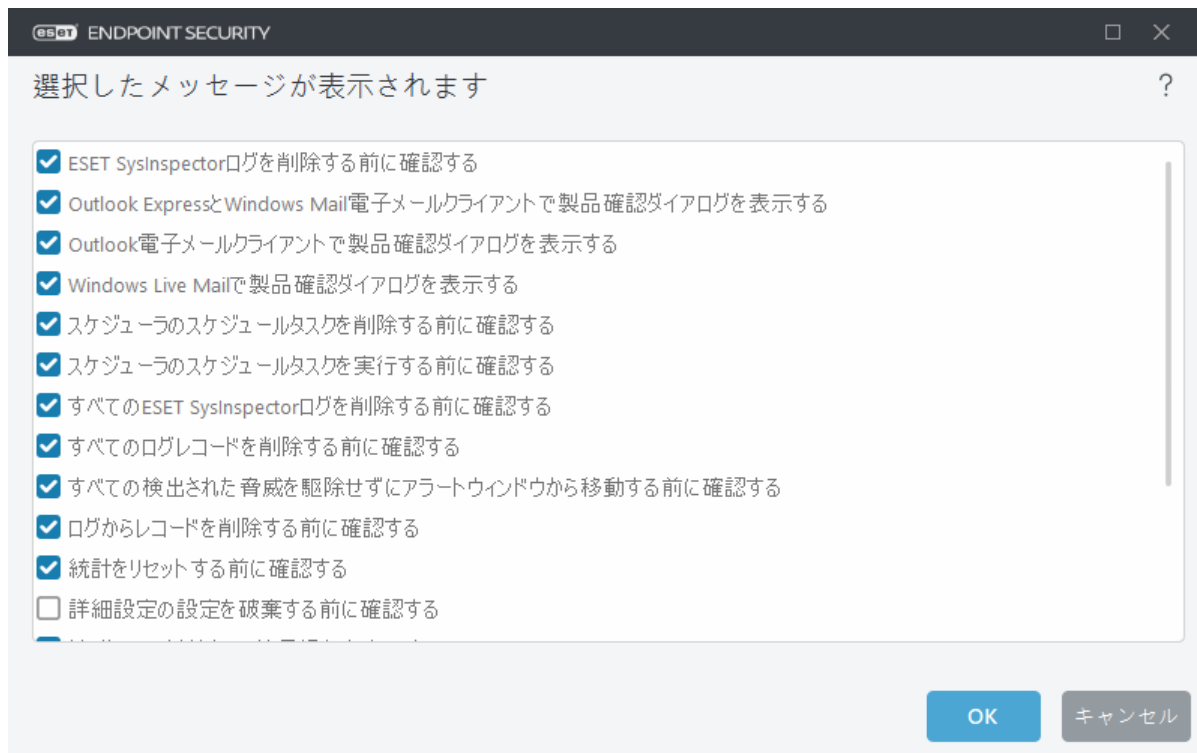 eset ENDPOINT SECURITY
選択したメッセージが表示されます
?
ESET SysInspectorログを削除する前に確認する
Outlook ExpressとWindows Mail電子メールクライアントで製品確認ダイアログを表示する
Outlook電子メールクライアントで製品確認ダイアログを表示する
Windows Live Mailで製品確認ダイアログを表示する
スケジューラのスケジュールタスクを削除する前に確認する
スケジューラのスケジュールタスクを実行する前に確認する
すべてのESET SysInspectorログを削除する前に確認する
すべてのログレコードを削除する前に確認する
すべての検出された脅威を駆除せずにアラートウィンドウから移動する前に確認する
ログからレコードを削除する前に確認する
統計をリセットする前に確認する
詳細設定の設定を破棄する前に確認する
OK
キャンセル